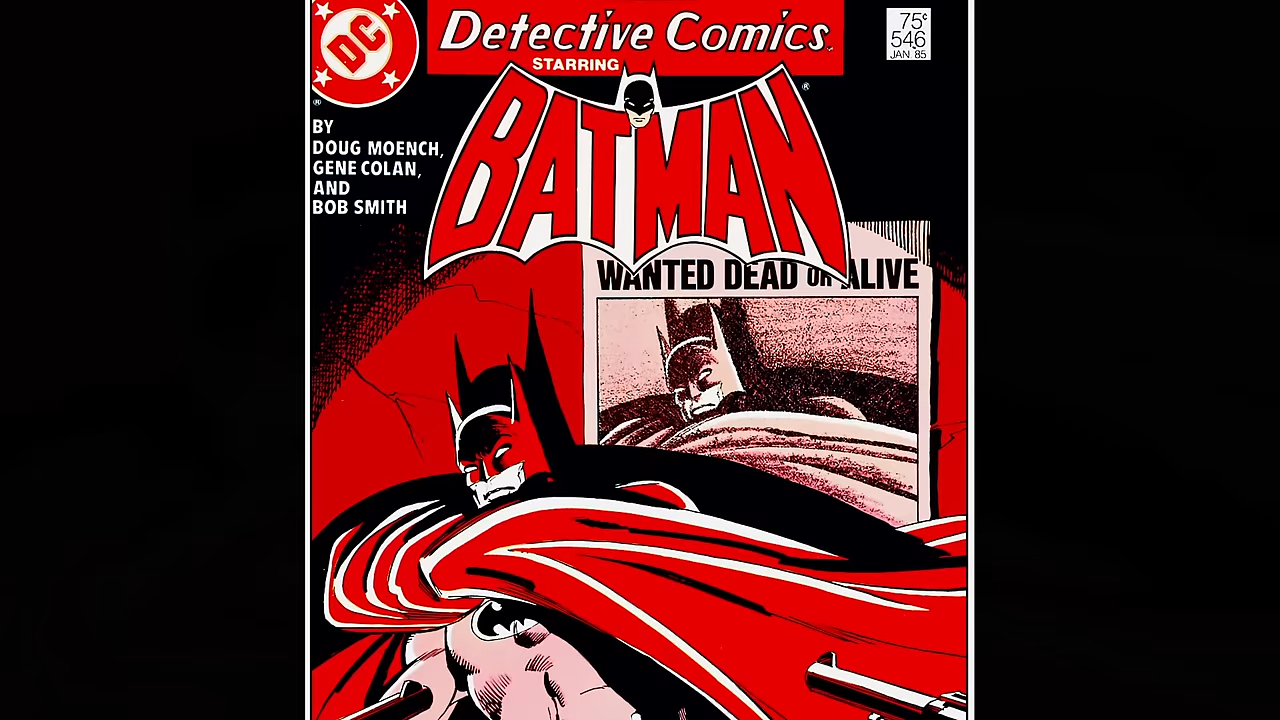 DC
Detective Comics
STARRING
BATMAN
75¢
546
JAN 85
BY
DOUG MOENCH,
GENE COLAN,
AND
BOB SMITH
WANTED DEAD OR ALIVE